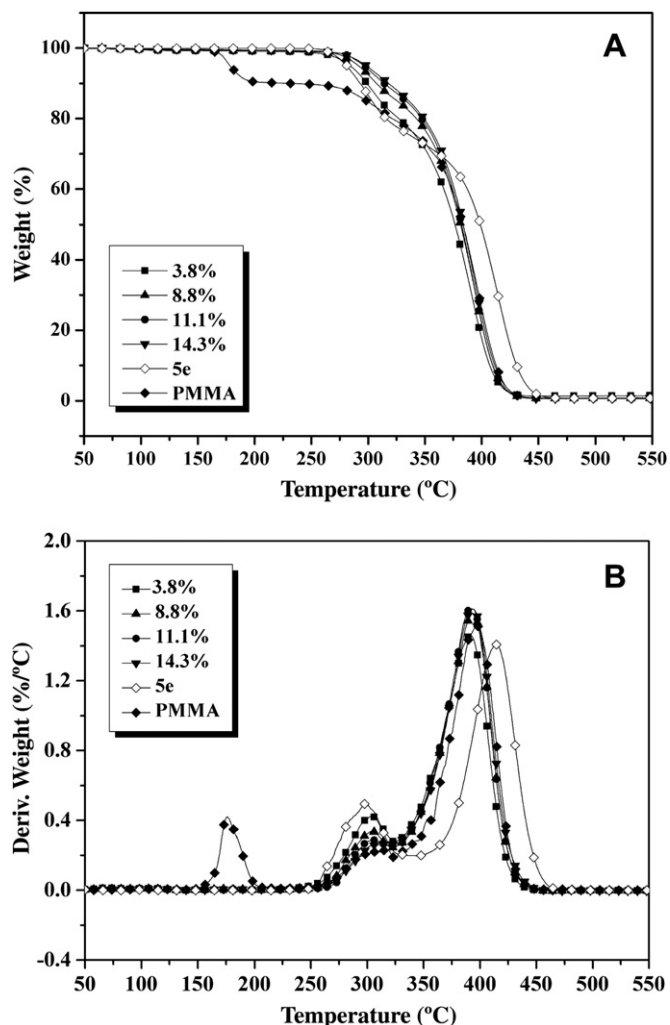 A
100
80
60
40
20
0
Weight (%)
3.8%
8.8%
11.1%
14.3%
5e
PMMA
50 100 150 200 250 300 350 400 450 500 550
Temperature (ºC)
B
2.0
1.6
1.2
0.8
0.4
0.0
-0.4
Deriv. Weight (%/ºC)
3.8%
8.8%
11.1%
14.3%
5e
PMMA
50 100 150 200 250 300 350 400 450 500 550
Temperature (ºC)